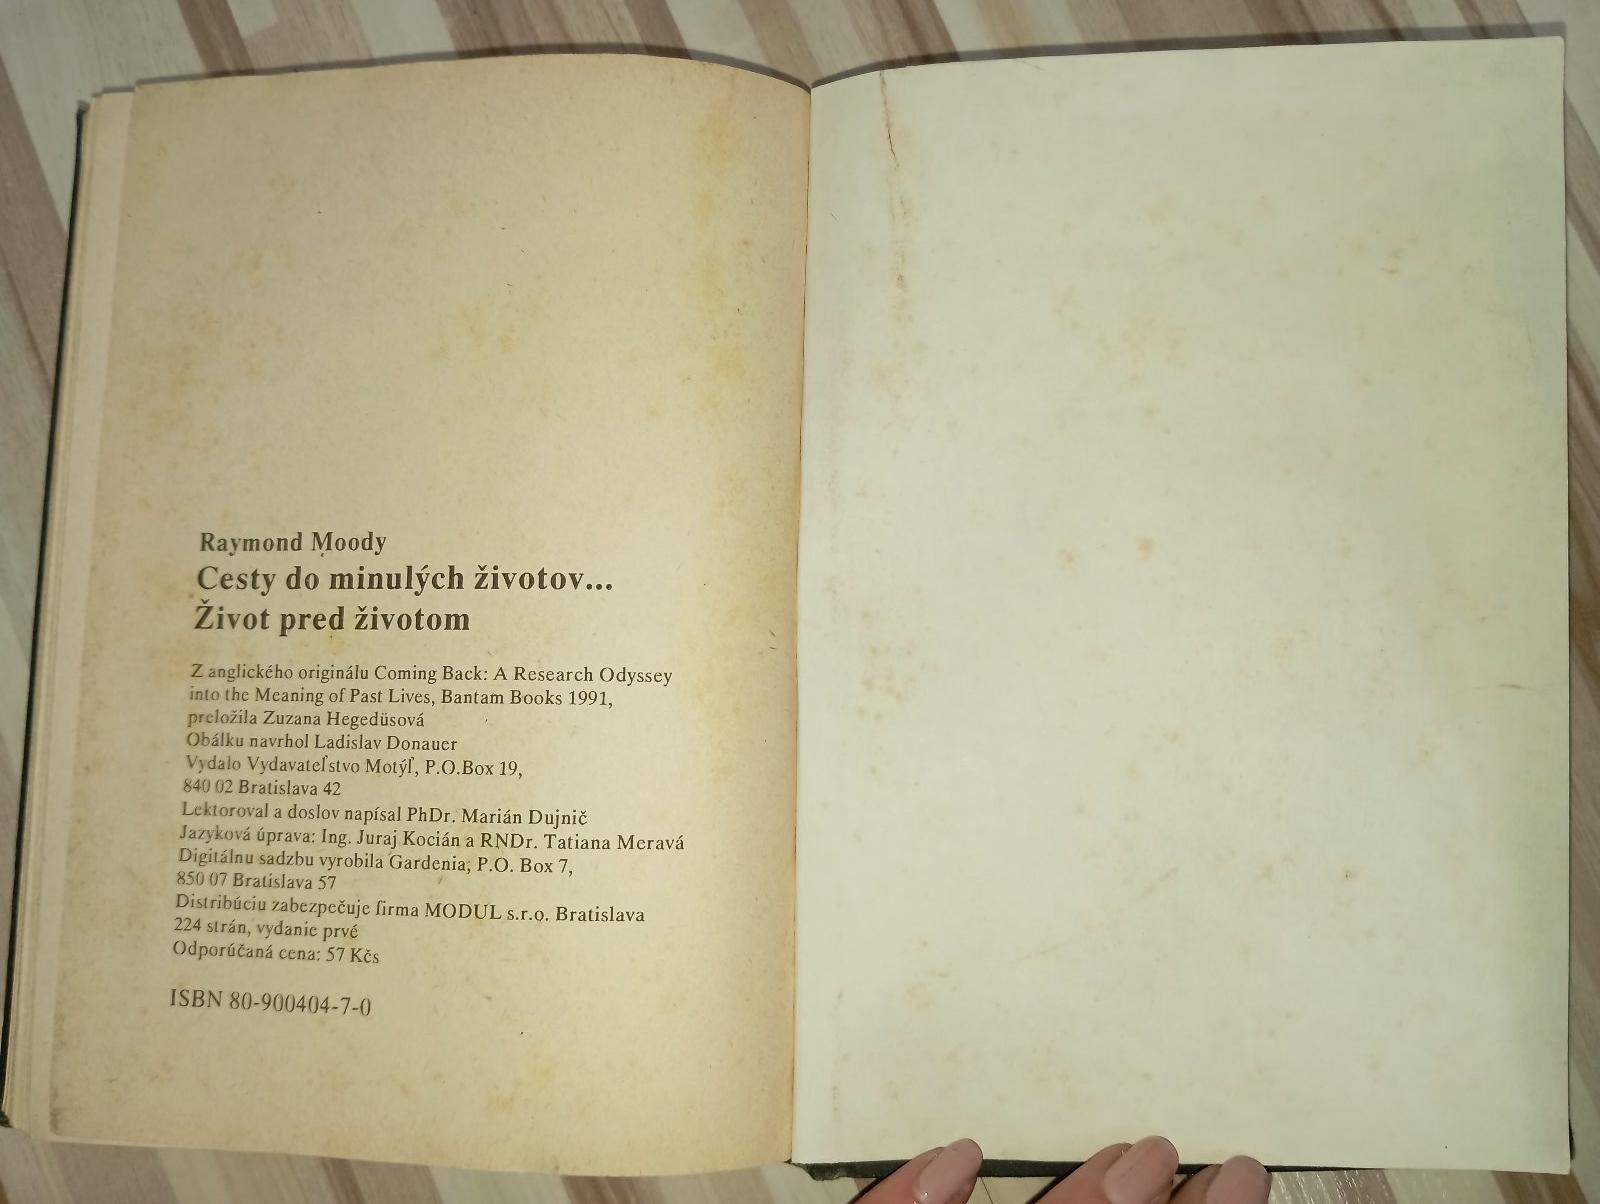 Raymond Moody
Cesty do minulých životov...
Život pred životom
Z anglického originálu Coming Back: A Research Odyssey
into the Meaning of Past Lives, Bantam Books 1991,
preložila Zuzana Hegedüsová
Obálku navrhol Ladislav Donauer
Vydalo Vydavateľstvo Motýľ, P.O.Box 19,
840 02 Bratislava 42
Lektoroval a doslov napísal PhDr. Marián Dujnič
Jazyková úprava: Ing. Juraj Kocián a RNDr. Tatiana Meravá
Digitálnu sadzbu vyrobila Gardenia, P.O. Box 7,
850 07 Bratislava 57
Distribúciu zabezpečuje firma MODUL s.r.o. Bratislava
224 strán, vydanie prvé
Odporúčaná cena: 57 Kčs
ISBN 80-900404-7-0